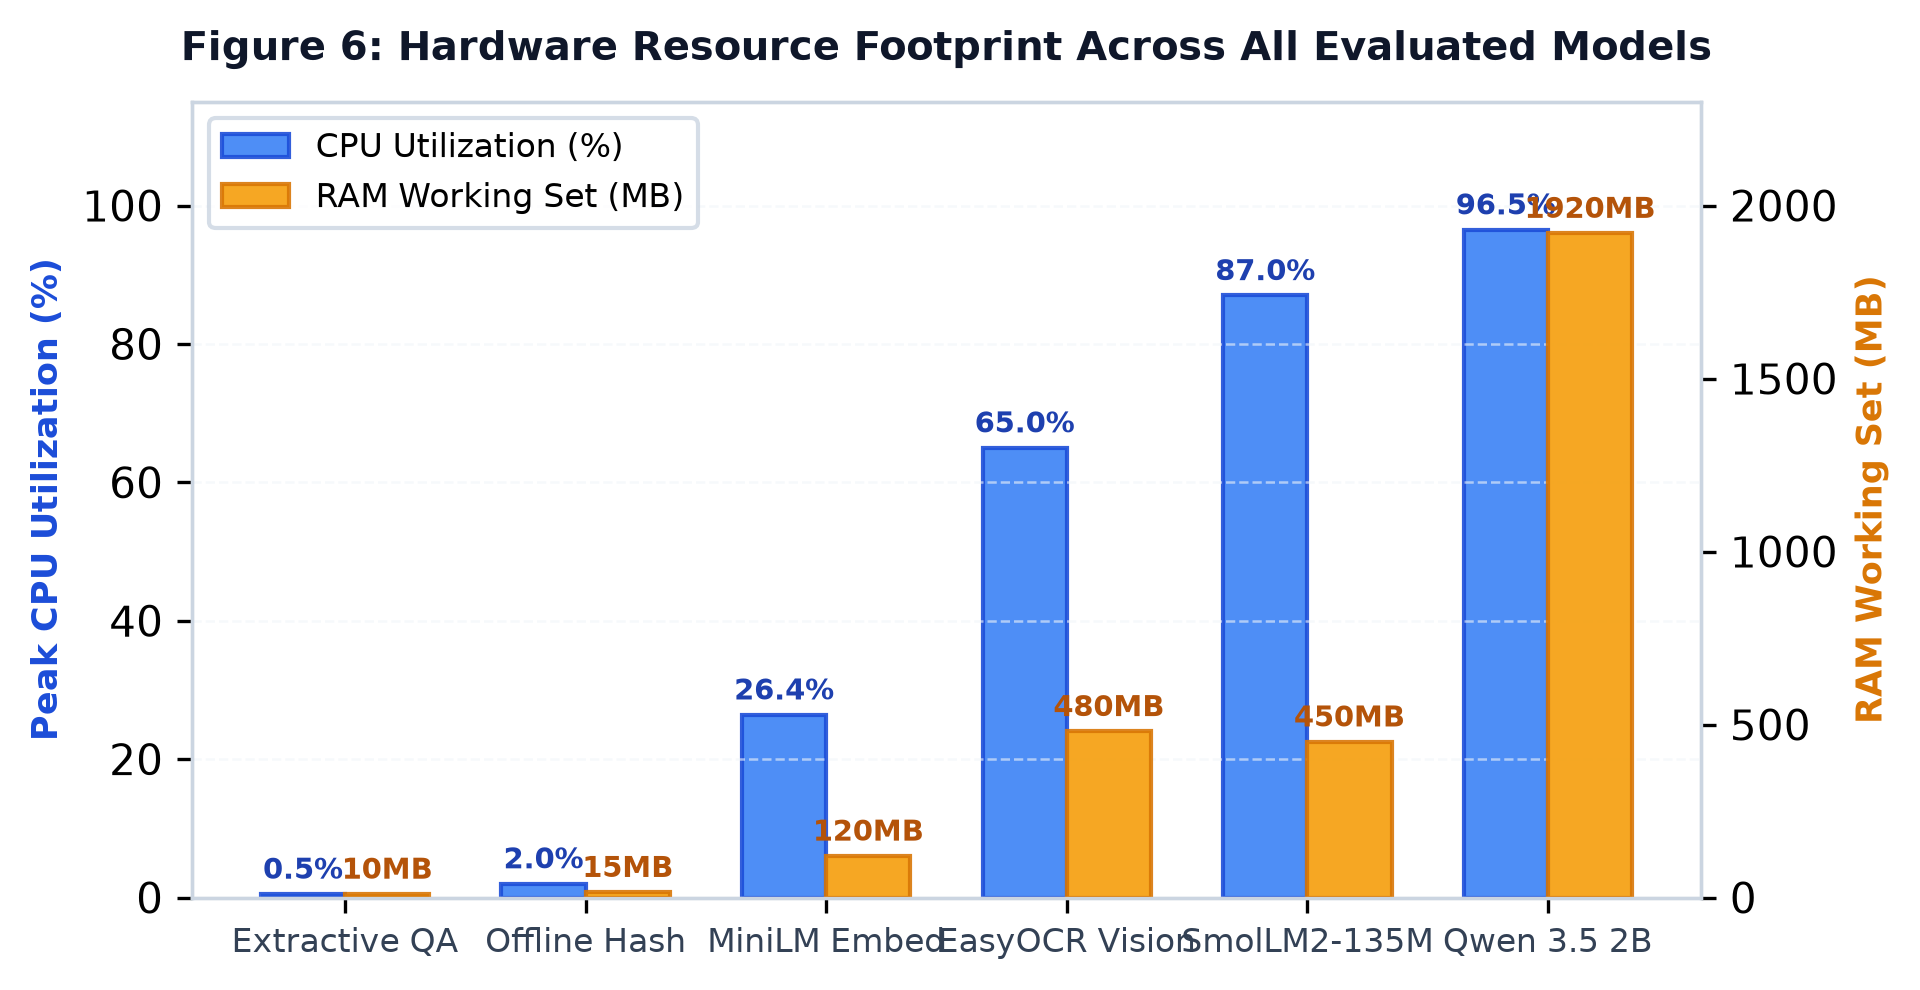 Figure 6: Hardware Resource Footprint Across All Evaluated Models
CPU Utilization (%)
RAM Working Set (MB)
Peak CPU Utilization (%)
100
80
60
40
20
0
0.5%
10MB
2.0%
15MB
26.4%
120MB
65.0%
480MB
87.0%
450MB
96.5%
1920MB
2000
1500
1000
500
0
RAM Working Set (MB)
Extractive QA
Offline Hash
MiniLM Embed
EasyOCR Vision
SmolLM2-135M
Qwen 3.5 2B